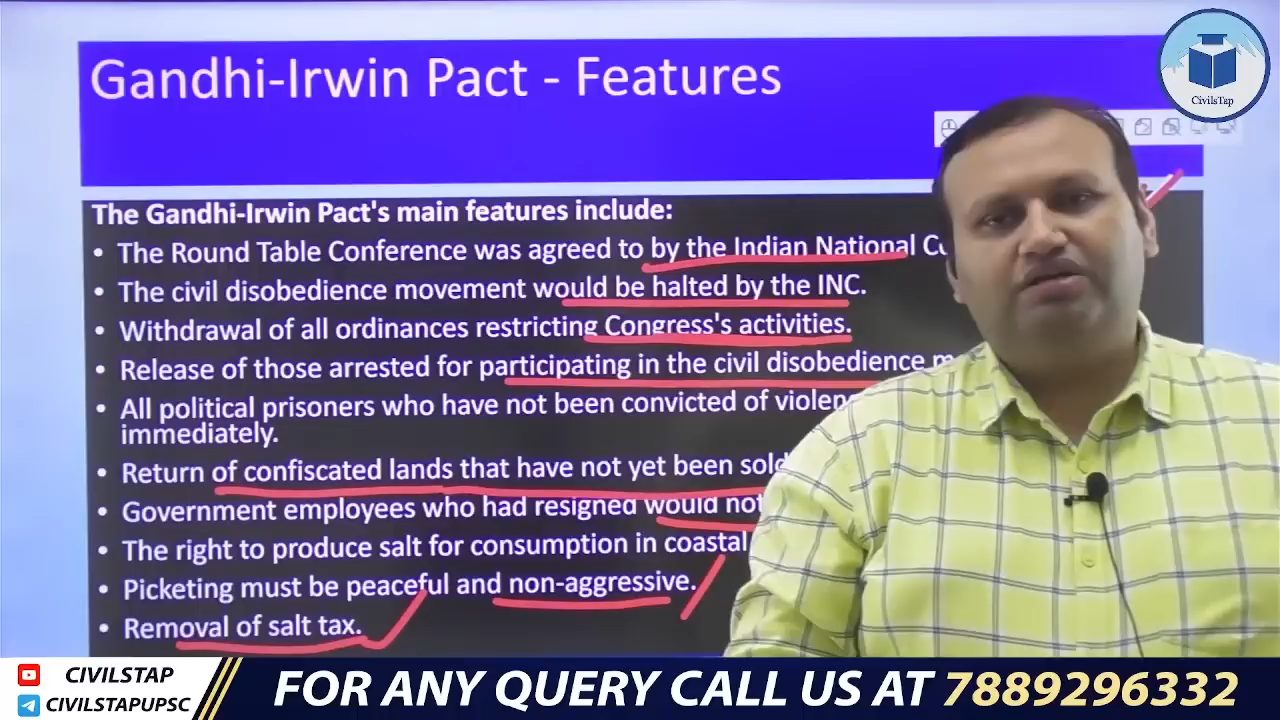 Gandhi-Irwin Pact - Features
CivilsTap
The Gandhi-Irwin Pact's main features include:
• The Round Table Conference was agreed to by the Indian National
• The civil disobedience movement would be halted by the INC.
• Withdrawal of all ordinances restricting Congress's activities.
• Release of those arrested for participating in the civil disobedience
• All political prisoners who have not been convicted of
immediately.
• Return of confiscated lands that have not yet been sold
• Government employees who had resigned would not
• The right to produce salt for consumption in coastal
• Picketing must be peaceful and non-aggressive.
• Removal of salt tax.
CIVILSTAP
CIVILSTAPUPSC
FOR ANY QUERY CALL US AT 7889296332